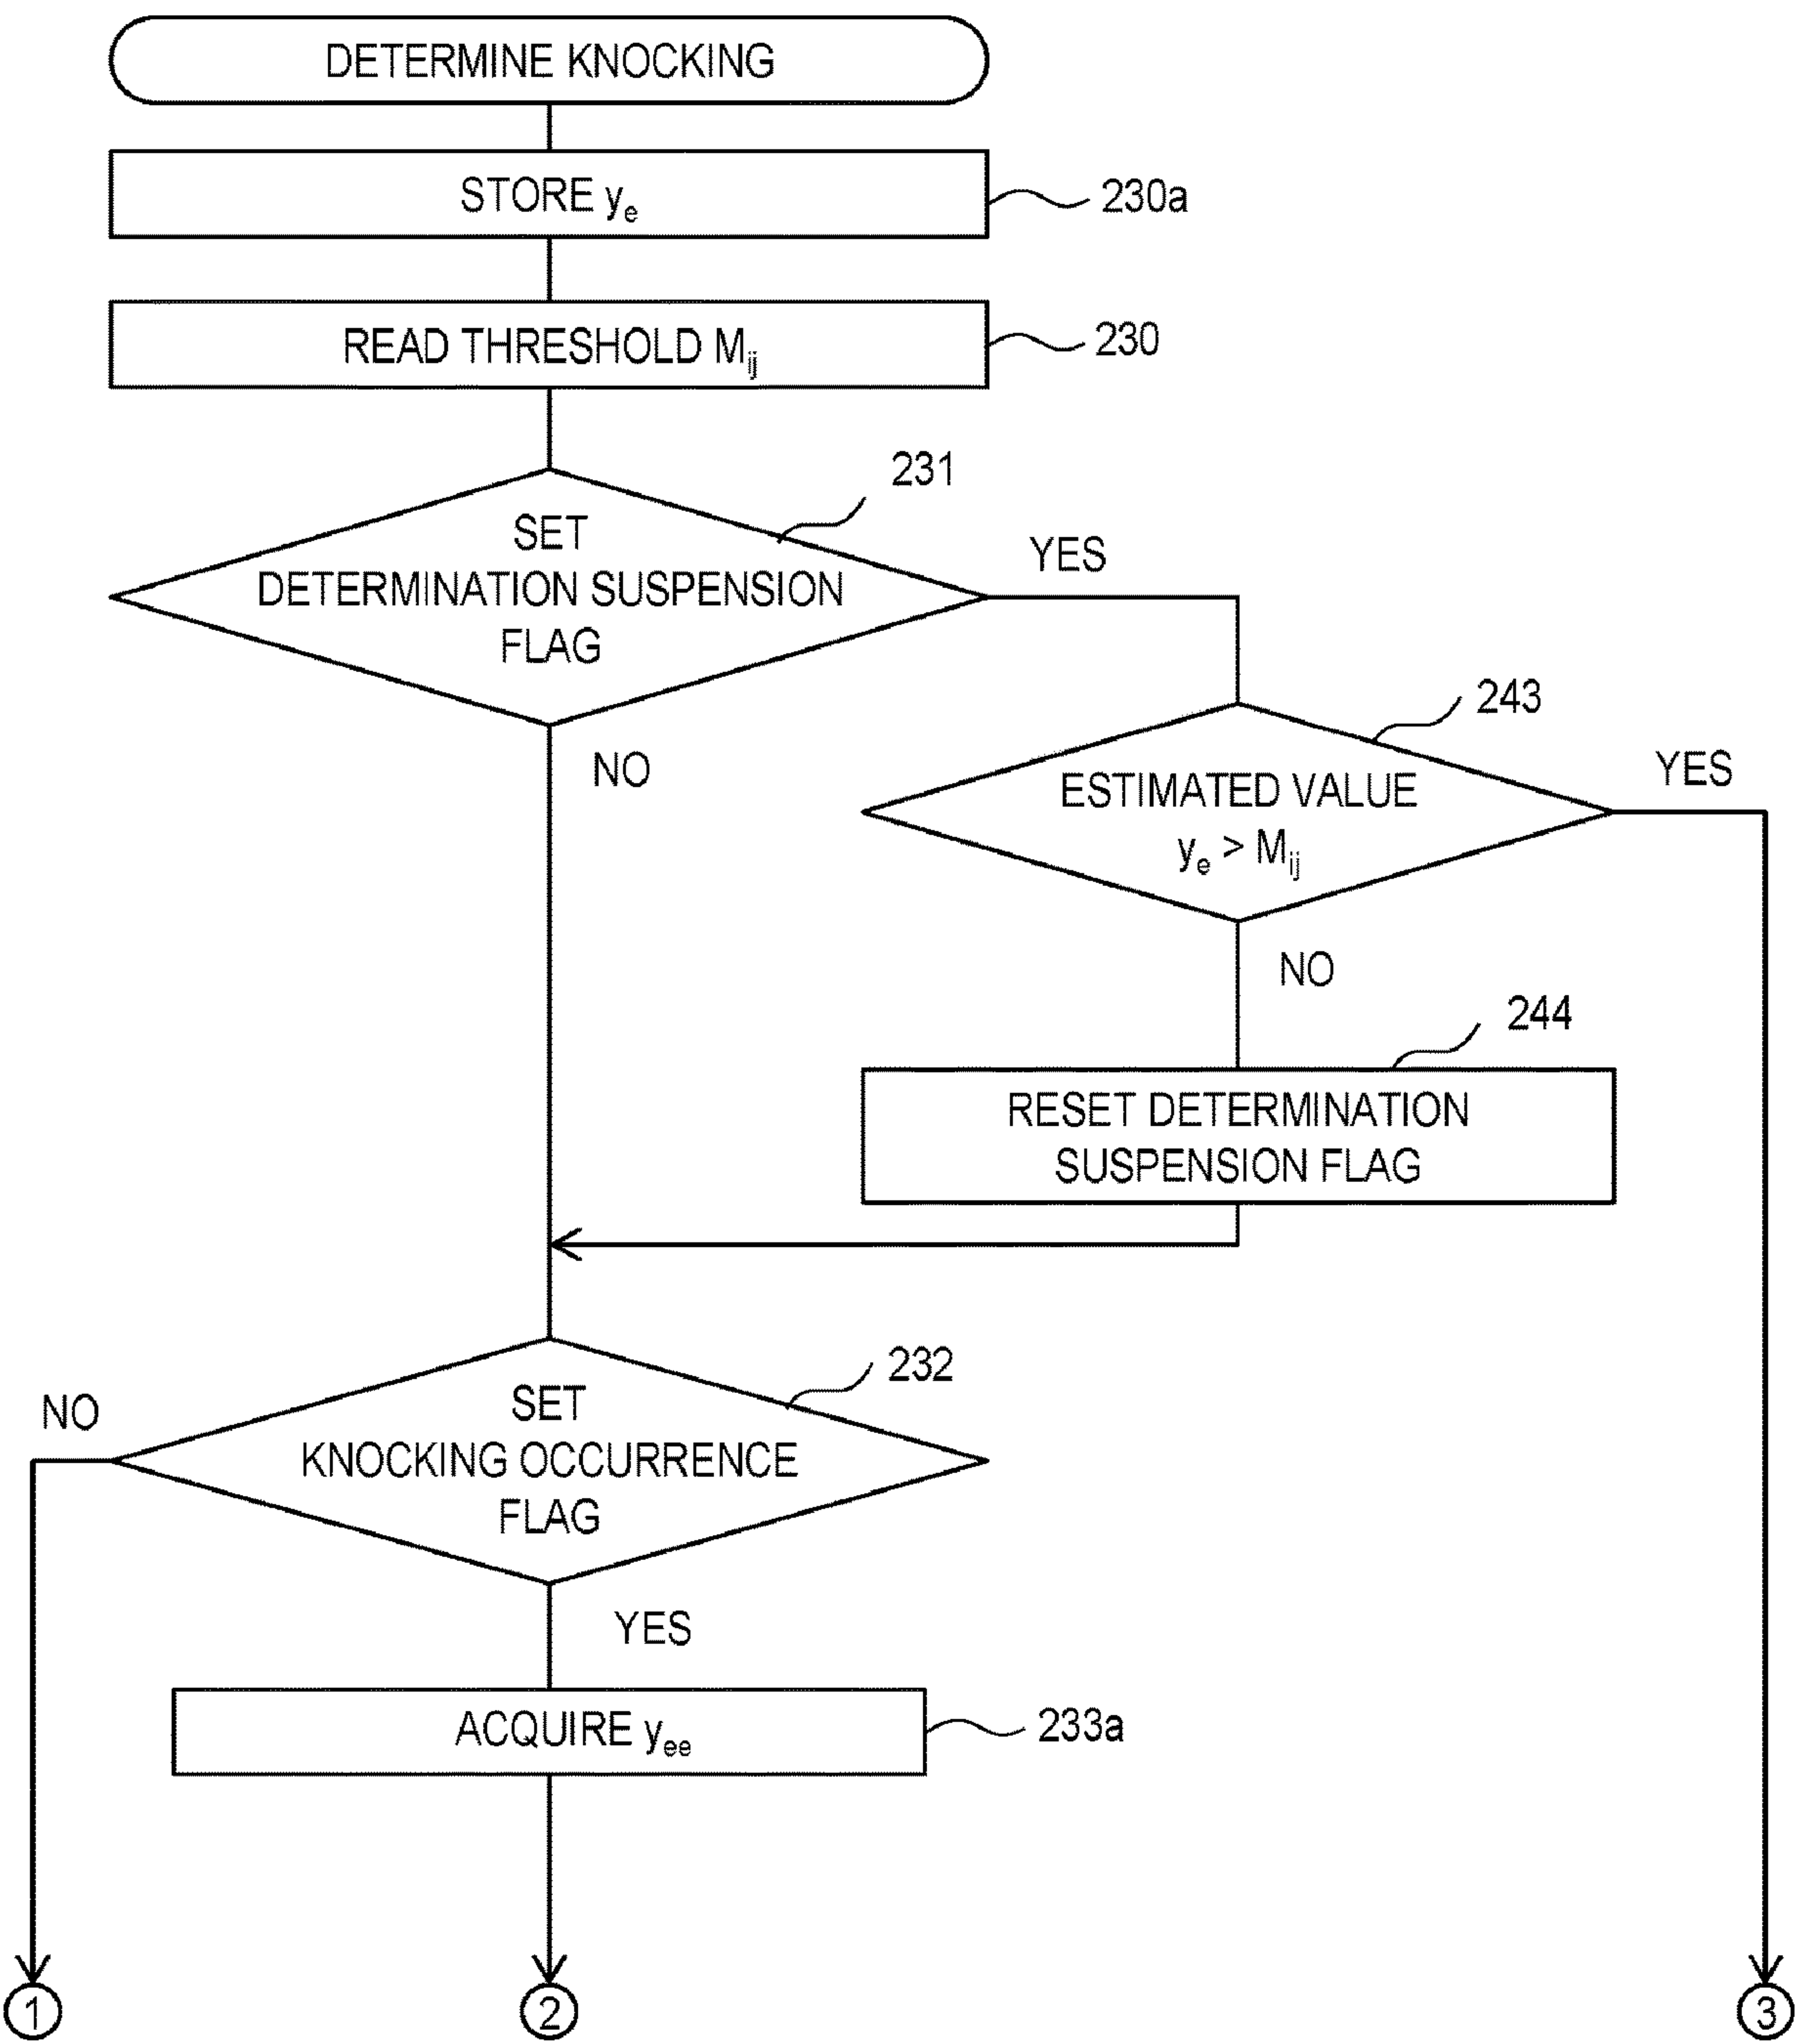 DETERMINE KNOCKING
STORE yₑ
230a
READ THRESHOLD Mᵢⱼ
230
231
SET
DETERMINATION SUSPENSION
FLAG
YES
NO
243
ESTIMATED VALUE
yₑ > Mᵢⱼ
YES
NO
244
RESET DETERMINATION
SUSPENSION FLAG
232
SET
KNOCKING OCCURRENCE
FLAG
NO
YES
ACQUIRE yₑₑ
233a
1
2
3